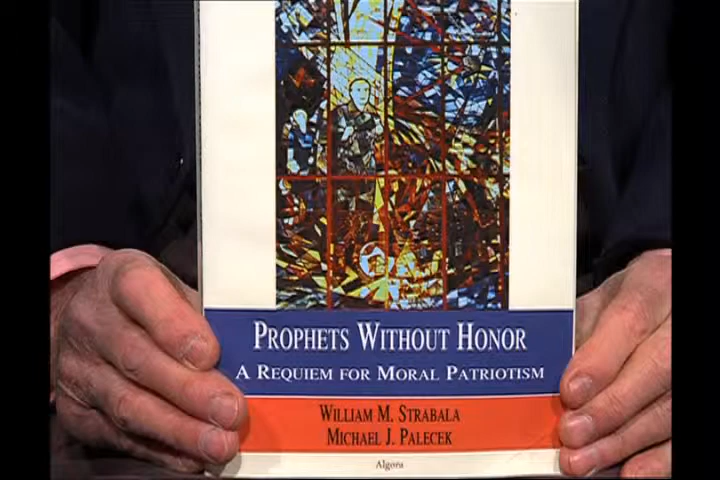 PROPHETS WITHOUT HONOR
A REQUIEM FOR MORAL PATRIOTISM
WILLIAM M. STRABALA
MICHAEL J. PALECEK
Algora